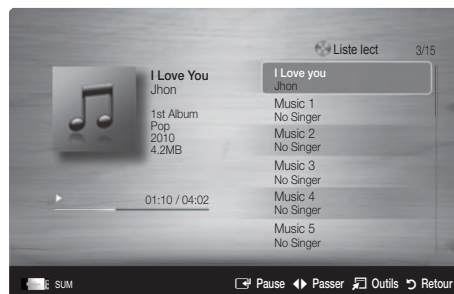 Liste lect 3/15
I Love You
Jhon
1st Album
Pop
2010
4.2MB
01:10 / 04:02
I Love you
Jhon
Music 1
No Singer
Music 2
No Singer
Music 3
No Singer
Music 4
No Singer
Music 5
No Singer
SUM Pause Passer Outils Retour